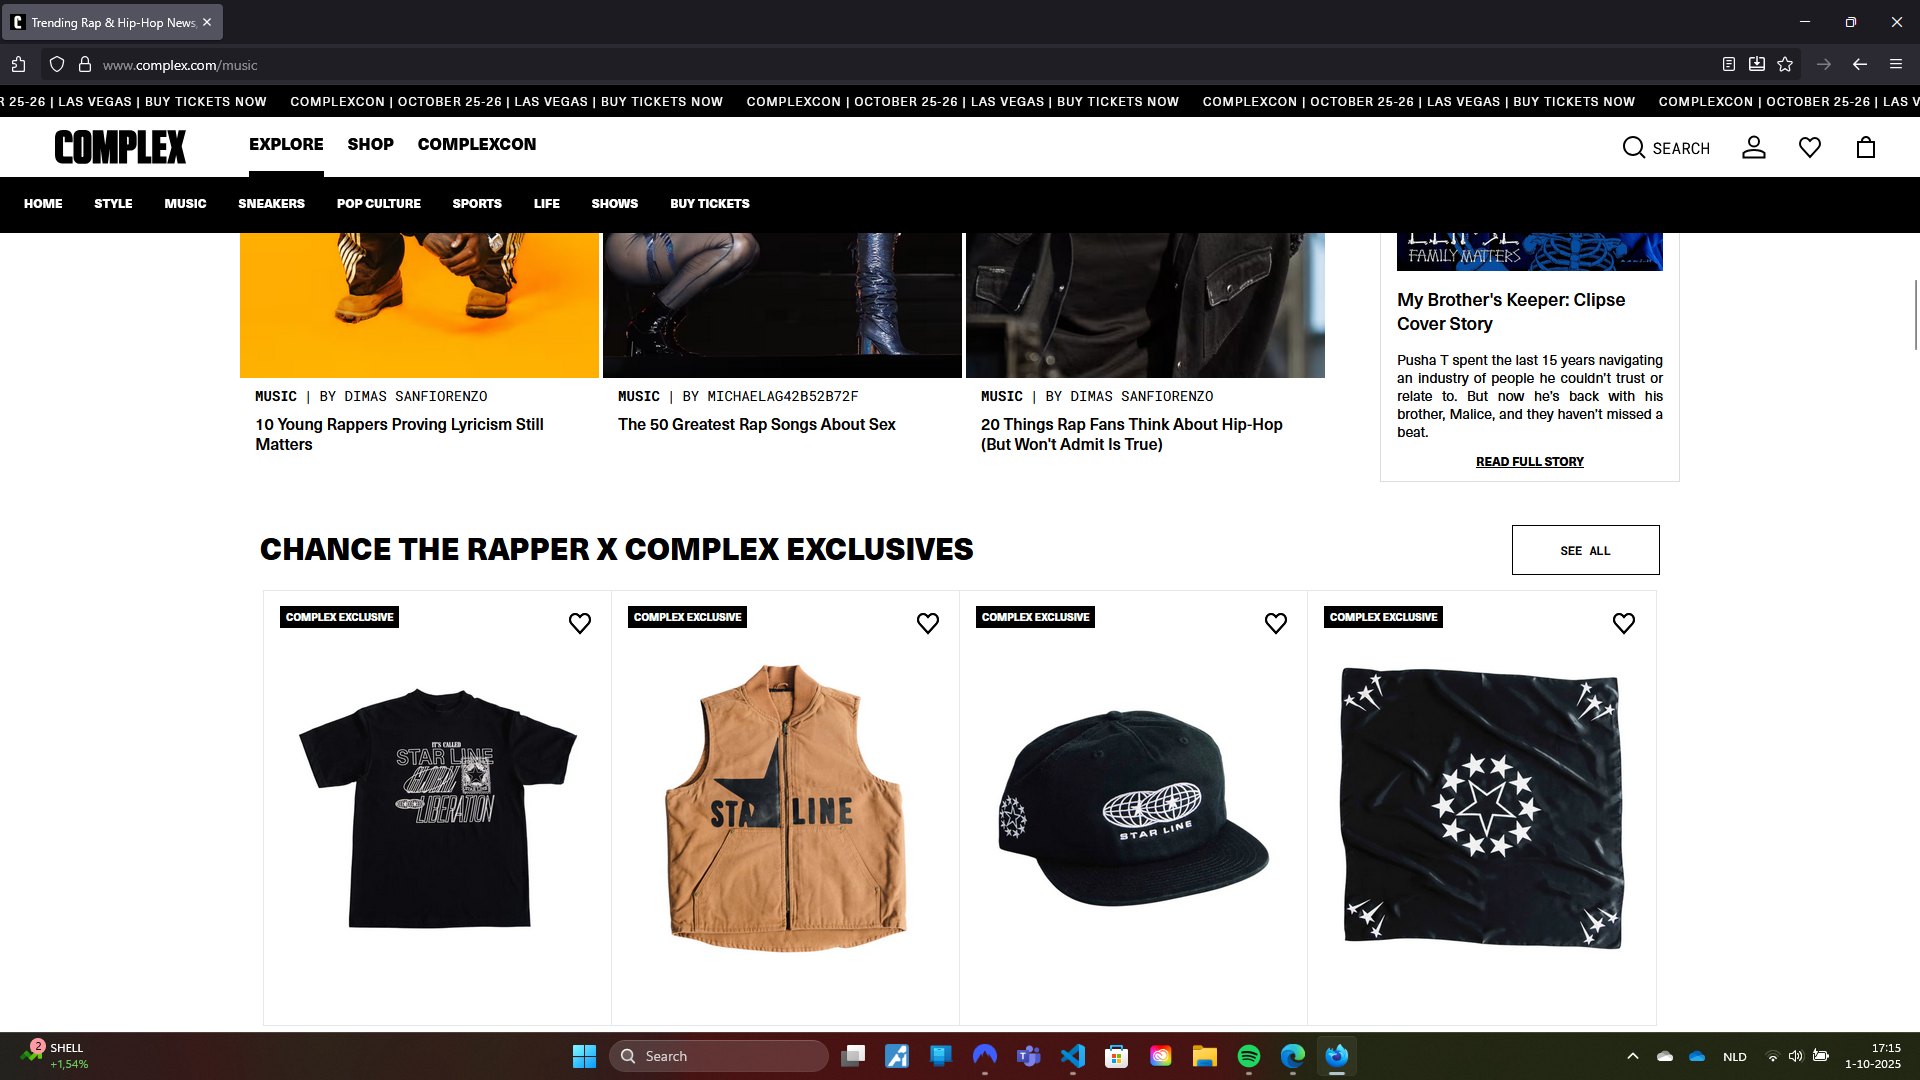 Trending Rap & Hip-Hop News,
www.complex.com/music
R 25-26 | LAS VEGAS | BUY TICKETS NOW COMPLEXCON | OCTOBER 25-26 | LAS VEGAS | BUY TICKETS NOW COMPLEXCON | OCTOBER 25-26 | LAS VEGAS | BUY TICKETS NOW COMPLEXCON | OCTOBER 25-26 | LAS VEGAS | BUY TICKETS NOW COMPLEXCON | OCTOBER 25-26 | LAS V
COMPLEX
EXPLORE SHOP COMPLEXCON
SEARCH
HOME STYLE MUSIC SNEAKERS POP CULTURE SPORTS LIFE SHOWS BUY TICKETS
MUSIC | BY DIMAS SANFIORENZO
10 Young Rappers Proving Lyricism Still
Matters
MUSIC | BY MICHAELAG42B52B72F
The 50 Greatest Rap Songs About Sex
MUSIC | BY DIMAS SANFIORENZO
20 Things Rap Fans Think About Hip-Hop
(But Won't Admit Is True)
FAMILY MATTERS
My Brother's Keeper: Clipse
Cover Story
Pusha T spent the last 15 years navigating
an industry of people he couldn't trust or
relate to. But now he's back with his
brother, Malice, and they haven't missed a
beat.
READ FULL STORY
CHANCE THE RAPPER X COMPLEX EXCLUSIVES
SEE ALL
COMPLEX EXCLUSIVE
IT'S CALLED
STAR LINE
GLOBAL
LIBERATION
COMPLEX EXCLUSIVE
STAR LINE
COMPLEX EXCLUSIVE
STAR LINE
COMPLEX EXCLUSIVE
2
SHELL
+1,54%
Search
NLD
17:15
1-10-2025